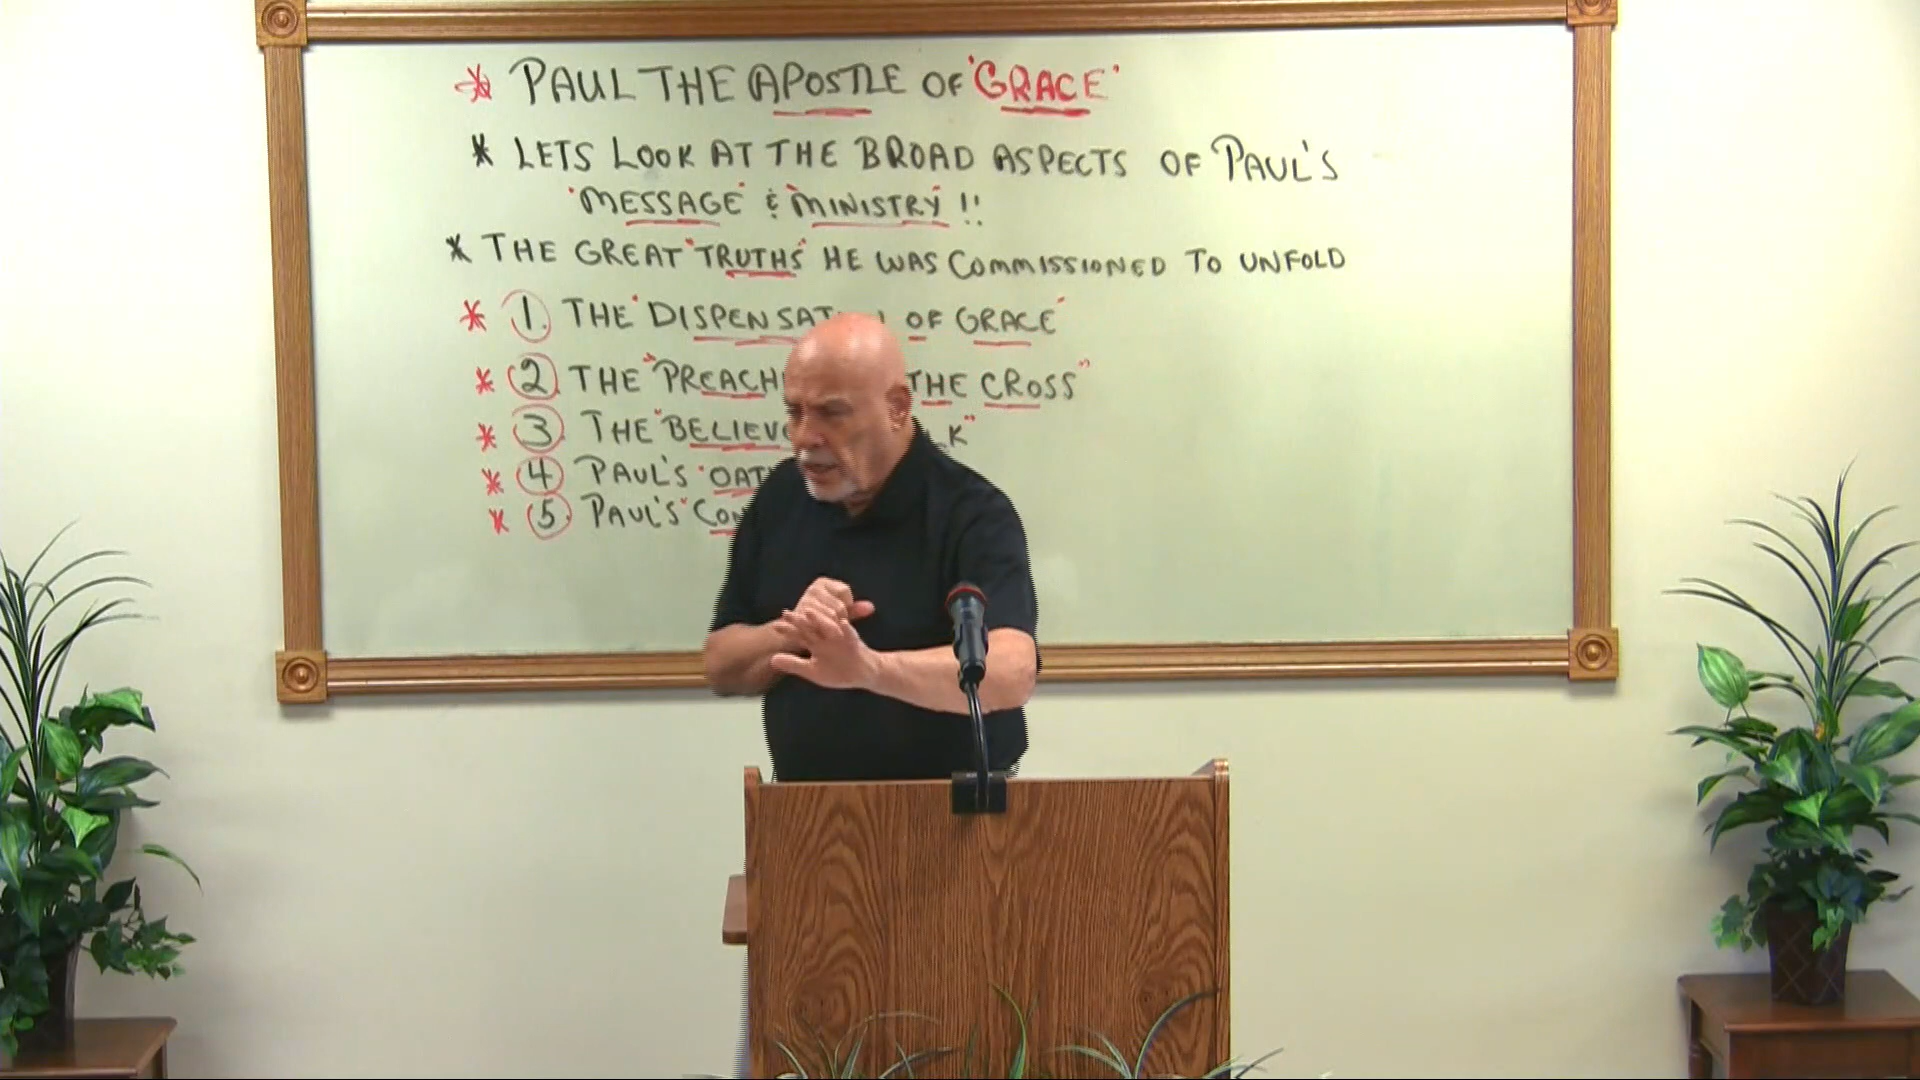 * PAUL THE APOSTLE OF "GRACE"
* LETS LOOK AT THE BROAD ASPECTS OF PAUL'S
"MESSAGE" & "MINISTRY" !!
* THE GREAT "TRUTHS" HE WAS COMMISSIONED TO UNFOLD
* 1. THE "DISPENSAT OF GRACE"
* 2. THE "PREACH THE CROSS"
* 3. THE "BELIEVE LK"
* 4. PAUL'S "OAT
* 5. PAUL'S "CON